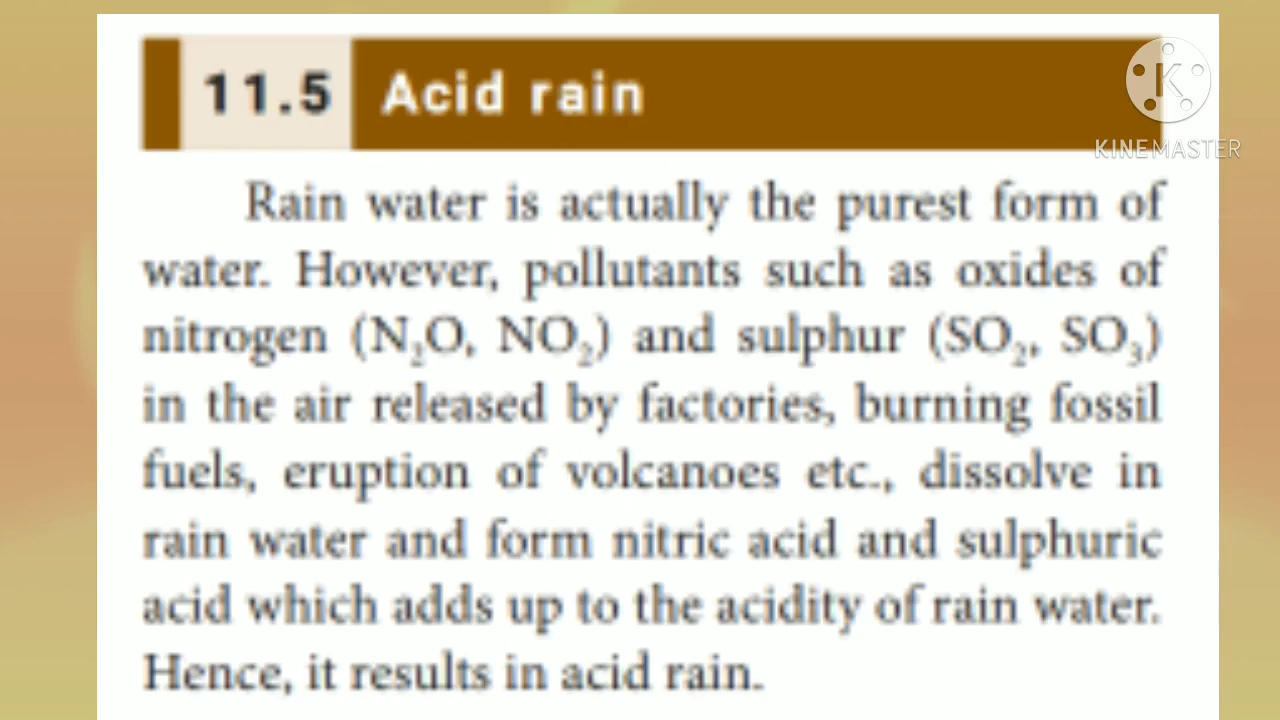 11.5 Acid rain
K
KINEMASTER
Rain water is actually the purest form of
water. However, pollutants such as oxides of
nitrogen (N₂O, NO₂) and sulphur (SO₂, SO₃)
in the air released by factories, burning fossil
fuels, eruption of volcanoes etc., dissolve in
rain water and form nitric acid and sulphuric
acid which adds up to the acidity of rain water.
Hence, it results in acid rain.